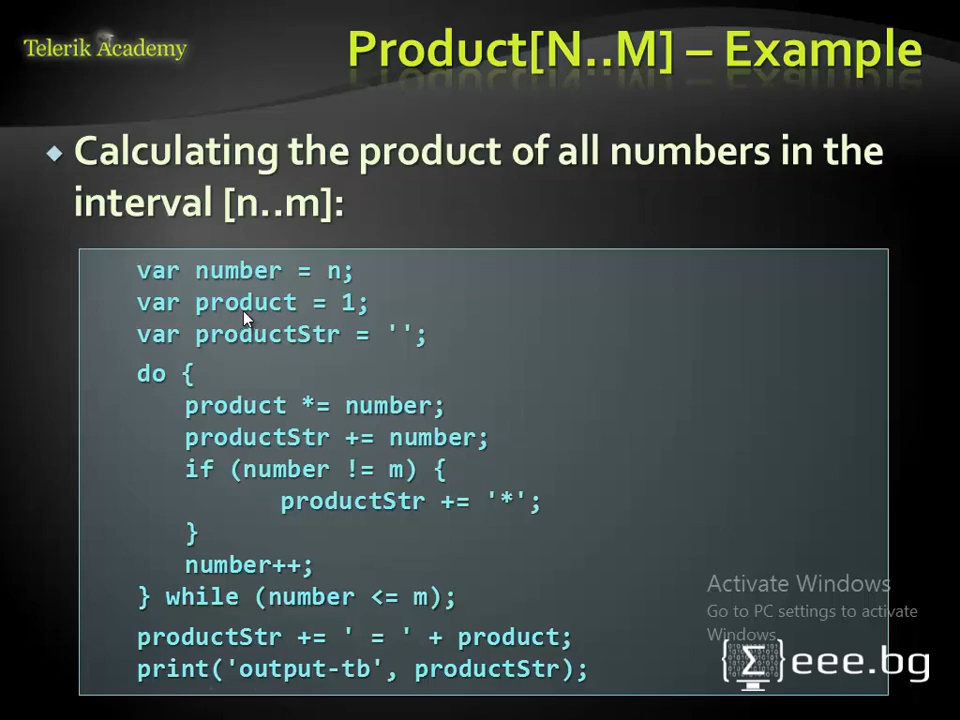 Telerik Academy
Product[N..M] – Example
Calculating the product of all numbers in the
interval [n..m]:
var number = n;
var product = 1;
var productStr = '';
do {
product *= number;
productStr += number;
if (number != m) {
productStr += '*';
}
number++;
} while (number <= m);
productStr += ' = ' + product;
print('output-tb', productStr);
Activate Windows
Go to PC settings to activate
Windows.
{Σ}eee.bg